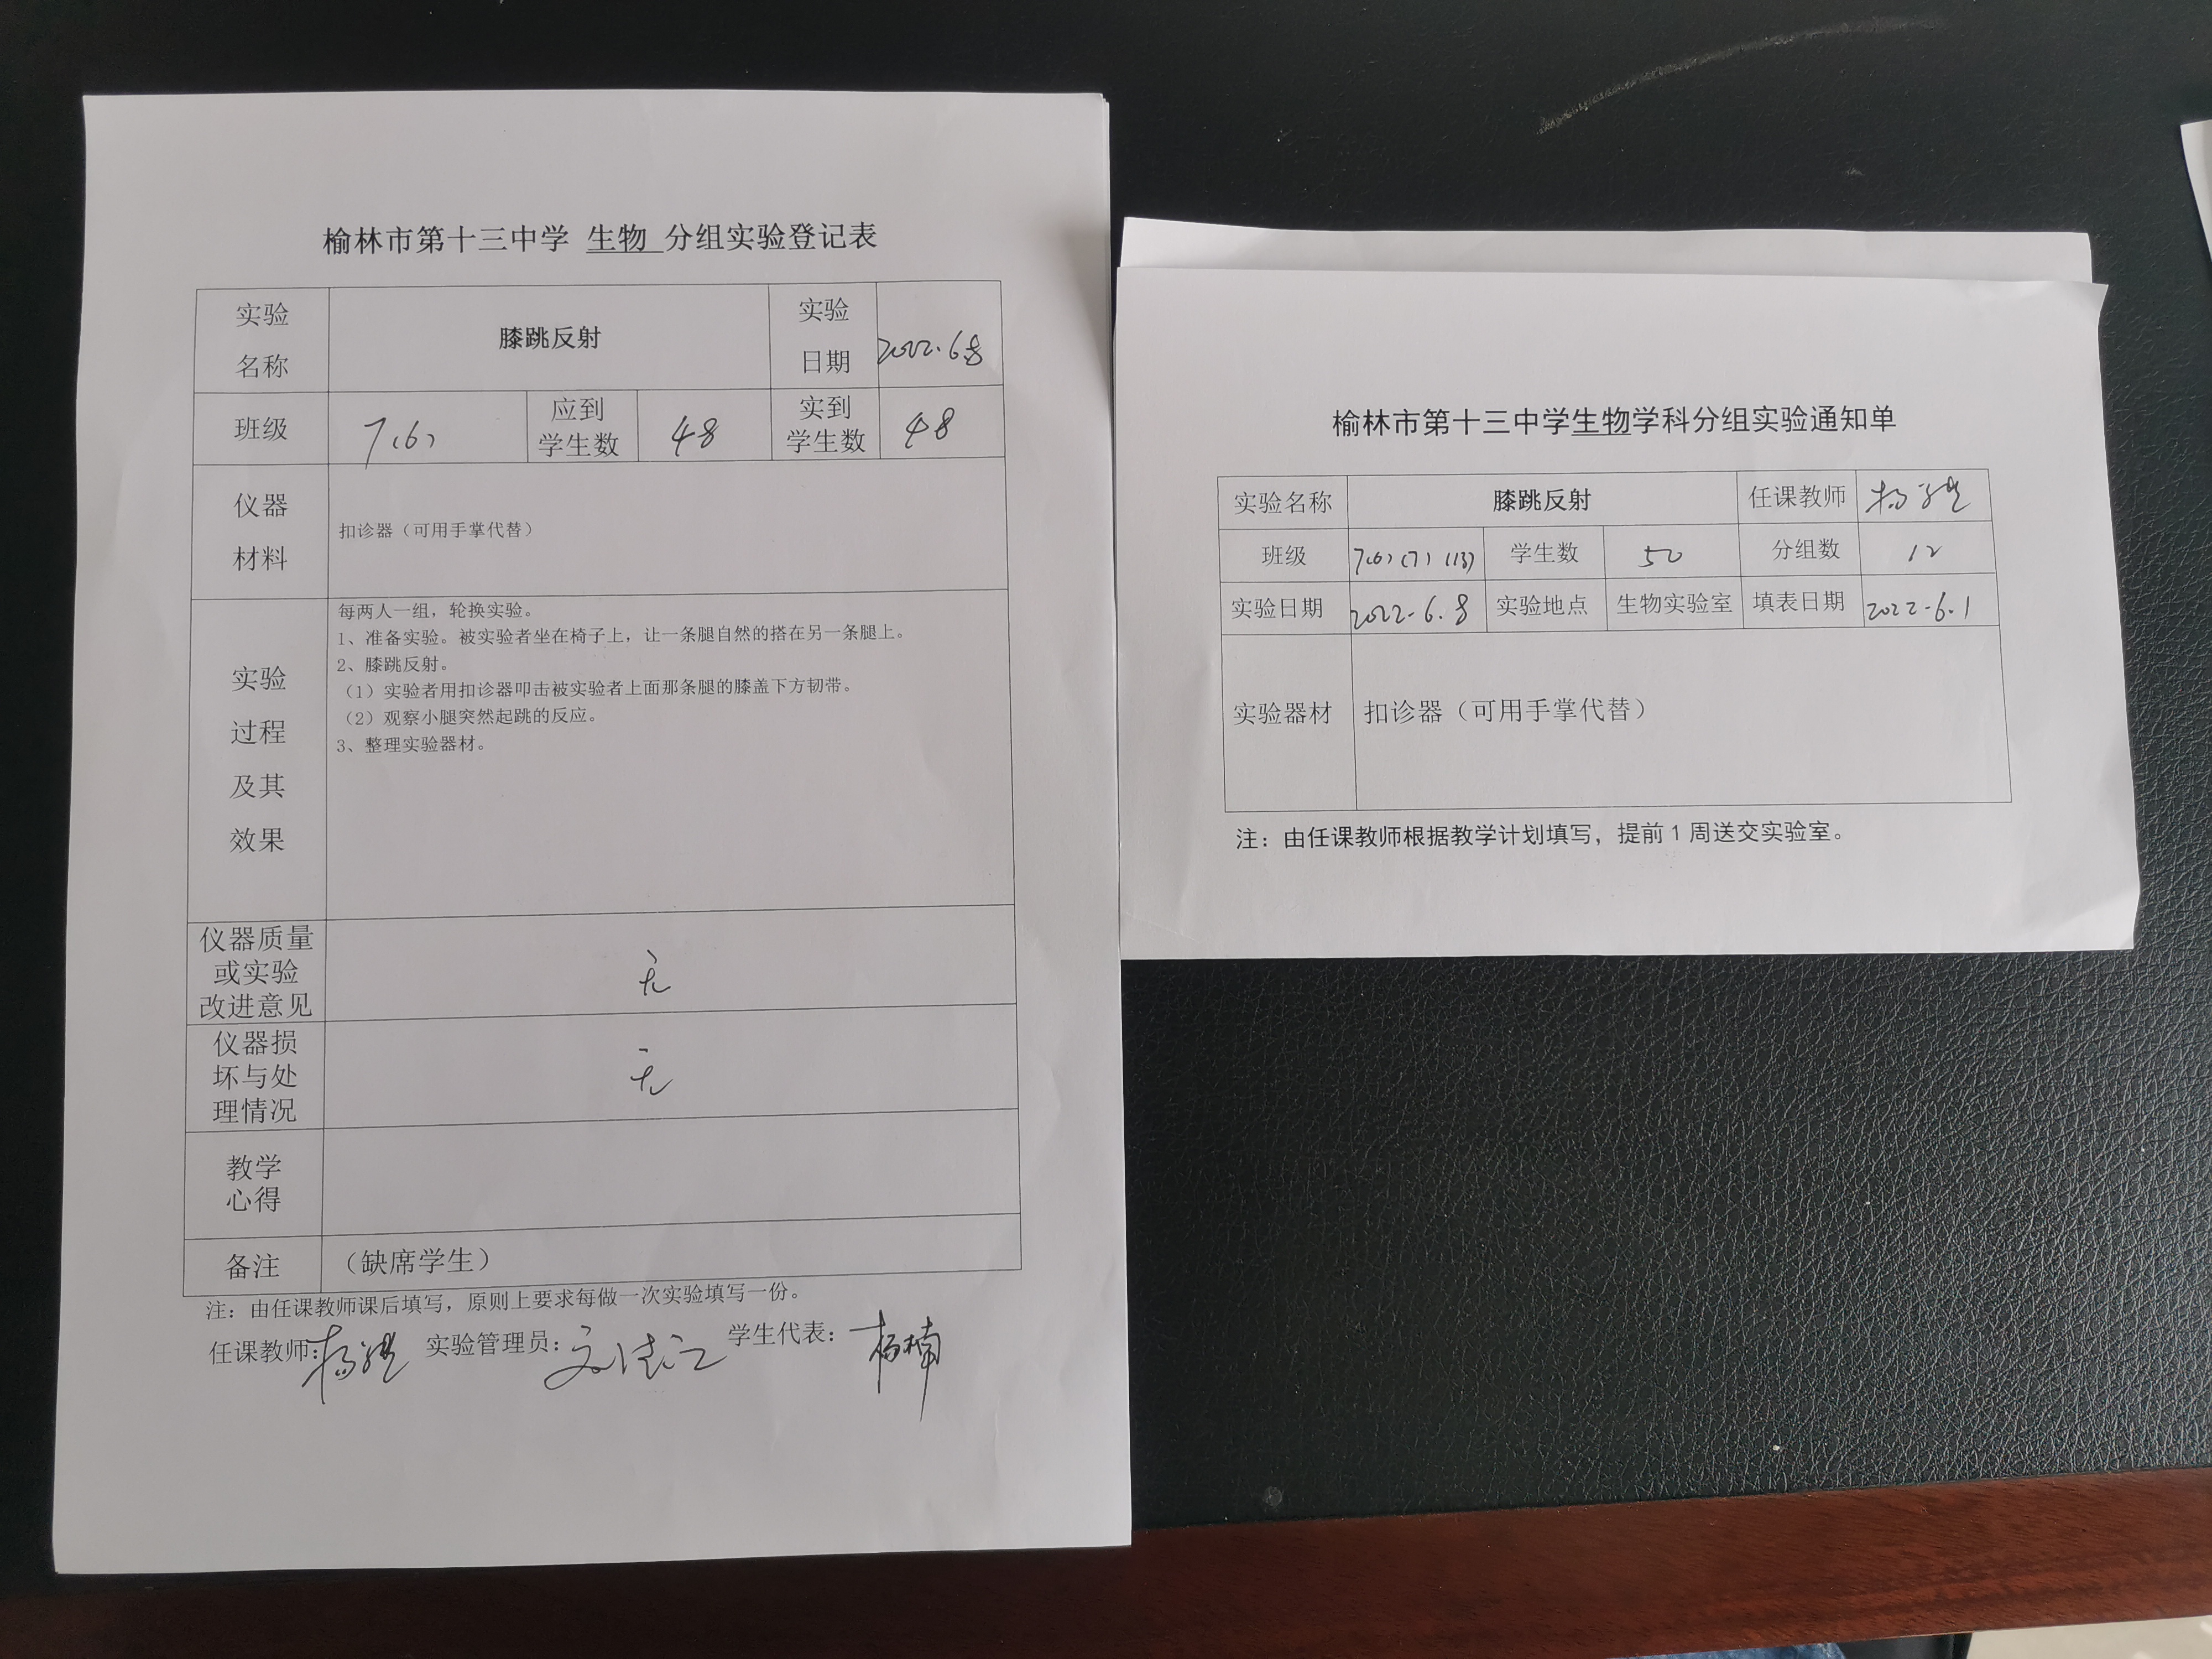 榆林市第十三中学 生物 分组实验登记表
实验名称
膝跳反射
实验日期
2022.6.8
班级
7(6)
应到学生数
48
实到学生数
48
仪器材料
扣诊器（可用手掌代替）
实验过程及其效果
每两人一组，轮换实验。
1、准备实验。被实验者坐在椅子上，让一条腿自然的搭在另一条腿上。
2、膝跳反射。
（1）实验者用扣诊器叩击被实验者上面那条腿的膝盖下方韧带。
（2）观察小腿突然起跳的反应。
3、整理实验器材。
仪器质量或实验改进意见
无
仪器损坏与处理情况
无
教学心得
备注
（缺席学生）
注：由任课教师课后填写，原则上要求每做一次实验填写一份。
任课教师： 实验管理员： 学生代表：杨楠
榆林市第十三中学生物学科分组实验通知单
实验名称
膝跳反射
任课教师
班级
7(6)(7)(13)
学生数
50
分组数
12
实验日期
2022.6.8
实验地点
生物实验室
填表日期
2022.6.1
实验器材
扣诊器（可用手掌代替）
注：由任课教师根据教学计划填写，提前1周送交实验室。